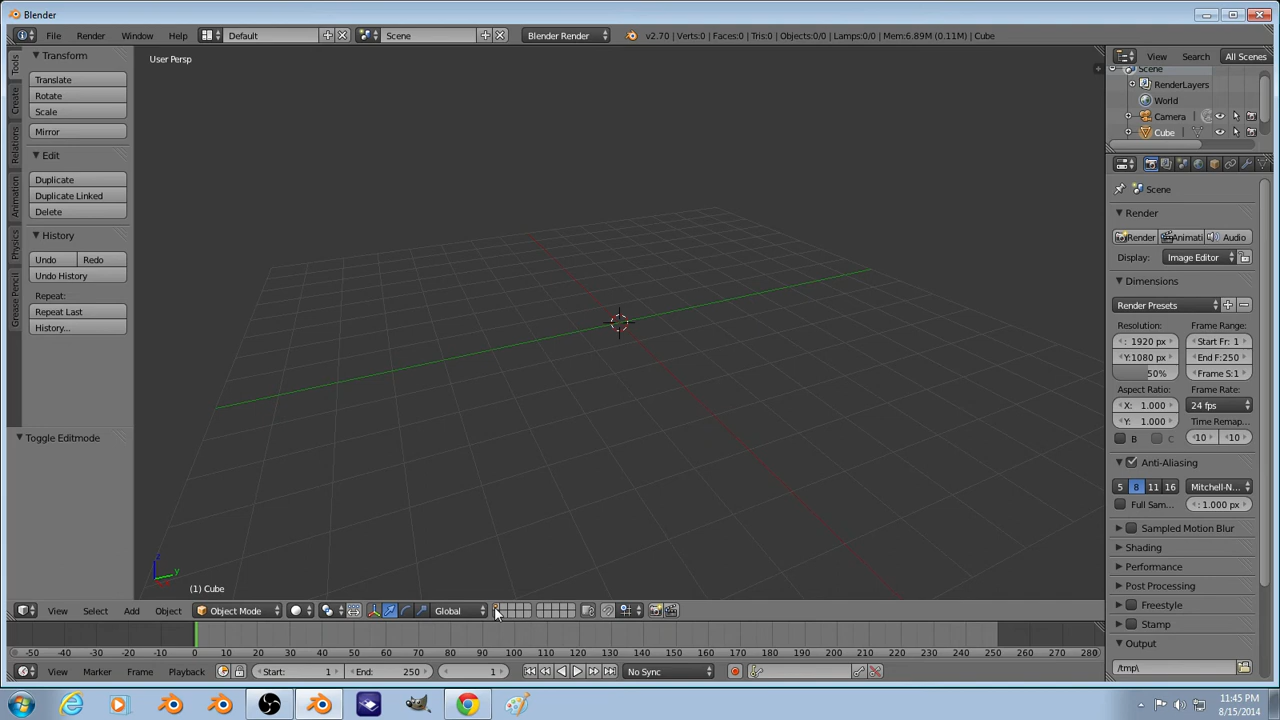 Blender
File Render Window Help Default Scene Blender Render v2.70 | Verts:0 | Faces:0 | Tris:0 | Objects:0/0 | Lamps:0/0 | Mem:6.89M (0.11M) | Cube
View Search All Scenes
Tools
Create
Relations
Animation
Physics
Grease Pencil
Transform
Translate
Rotate
Scale
Mirror
Edit
Duplicate
Duplicate Linked
Delete
History
Undo Redo
Undo History
Repeat:
Repeat Last
History...
Toggle Editmode
User Persp
z
y
(1) Cube
Scene
RenderLayers
World
Camera
Cube
Scene
Render
Render Animati Audio
Display: Image Editor
Dimensions
Render Presets
Resolution: Frame Range:
: 1920 px Start Fr: 1
Y:1080 px End F:250
50% Frame S:1
Aspect Ratio: Frame Rate:
X: 1.000 24 fps
Y: 1.000 Time Remap...
B C 10 10
Anti-Aliasing
5 8 11 16 Mitchell-N...
Full Sam... : 1.000 px
Sampled Motion Blur
Shading
Performance
Post Processing
Freestyle
Stamp
Output
/tmp\
View Select Add Object Object Mode Global
-50 -40 -30 -20 -10 0 10 20 30 40 50 60 70 80 90 100 110 120 130 140 150 160 170 180 190 200 210 220 230 240 250 260 270 280
View Marker Frame Playback Start: 1 End: 250 1 No Sync
11:45 PM
8/15/2014